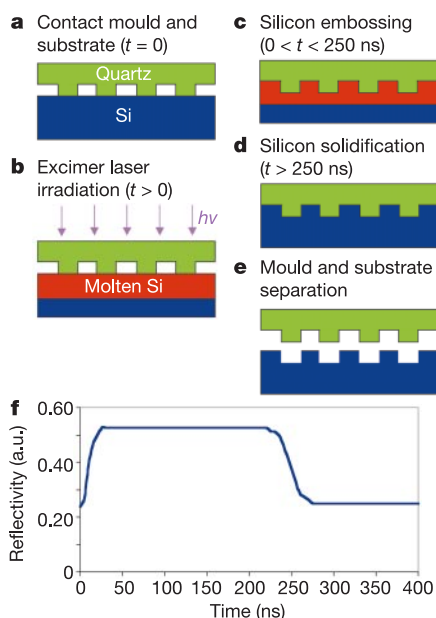 a Contact mould and
substrate (t = 0)
Quartz
Si
b Excimer laser
irradiation (t > 0)
hv
Molten Si
c Silicon embossing
(0 < t < 250 ns)
d Silicon solidification
(t > 250 ns)
e Mould and substrate
separation
f
0.60
0.40
0.20
0
Reflectivity (a.u.)
0 50 100 150 200 250 300 350 400
Time (ns)